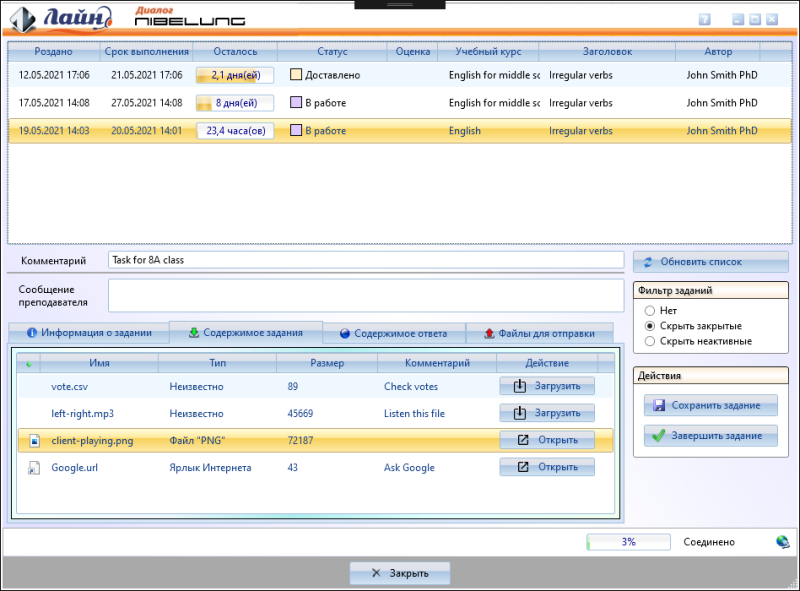 Лайн Диалог NIBELUNG
Роздано Срок выполнения Осталось Статус Оценка Учебный курс Заголовок Автор
12.05.2021 17:06 21.05.2021 17:06 2,1 дня(ей) Доставлено English for middle sc Irregular verbs John Smith PhD
17.05.2021 14:08 27.05.2021 14:08 8 дня(ей) В работе English for middle sc Irregular verbs John Smith PhD
19.05.2021 14:03 20.05.2021 14:01 23,4 часа(ов) В работе English Irregular verbs John Smith PhD
Комментарий Task for 8A class
Обновить список
Сообщение
преподавателя
Фильтр заданий
Нет
Скрыть закрытые
Скрыть неактивные
Информация о задании Содержимое задания Содержимое ответа Файлы для отправки
Имя Тип Размер Комментарий Действие
vote.csv Неизвестно 89 Check votes Загрузить
left-right.mp3 Неизвестно 45669 Listen this file Загрузить
client-playing.png Файл "PNG" 72187 Открыть
Google.url Ярлык Интернета 43 Ask Google Открыть
Действия
Сохранить задание
Завершить задание
3% Соединено
Закрыть